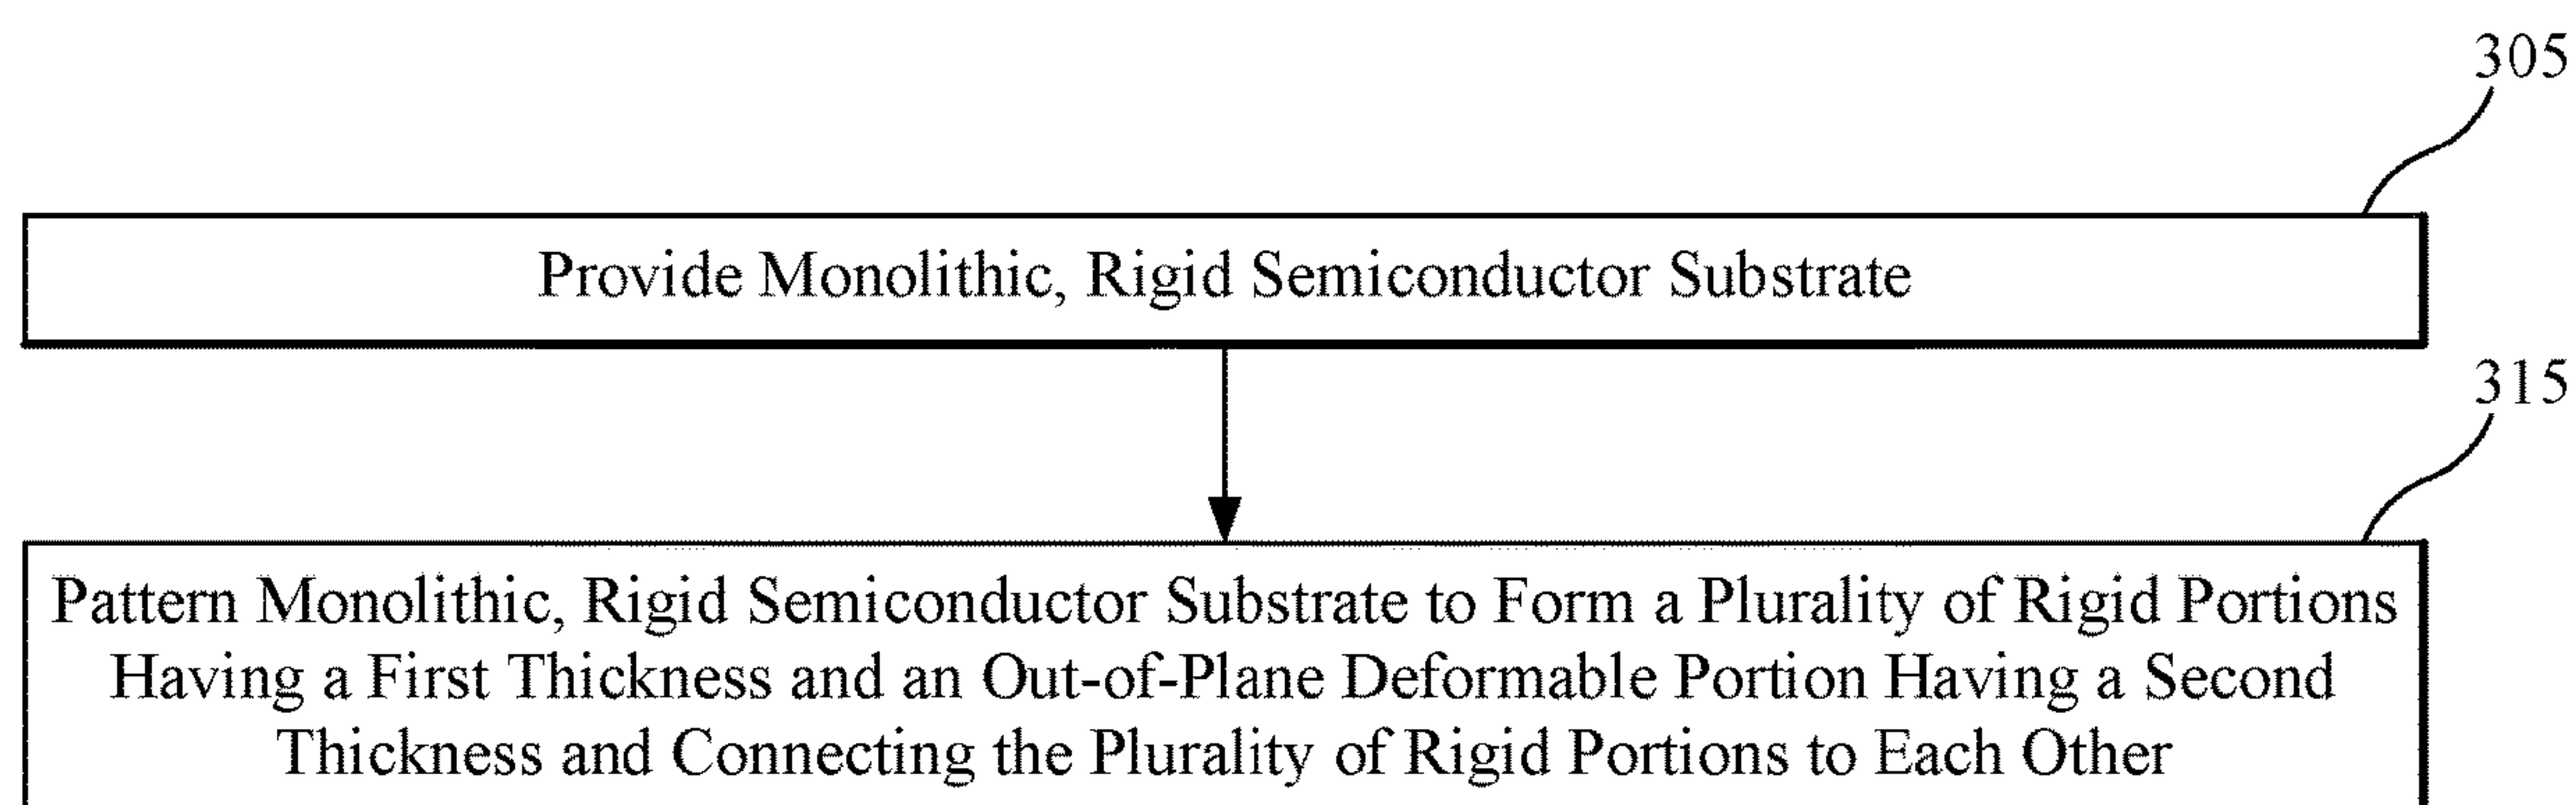 305
Provide Monolithic, Rigid Semiconductor Substrate
315
Pattern Monolithic, Rigid Semiconductor Substrate to Form a Plurality of Rigid Portions
Having a First Thickness and an Out-of-Plane Deformable Portion Having a Second
Thickness and Connecting the Plurality of Rigid Portions to Each Other